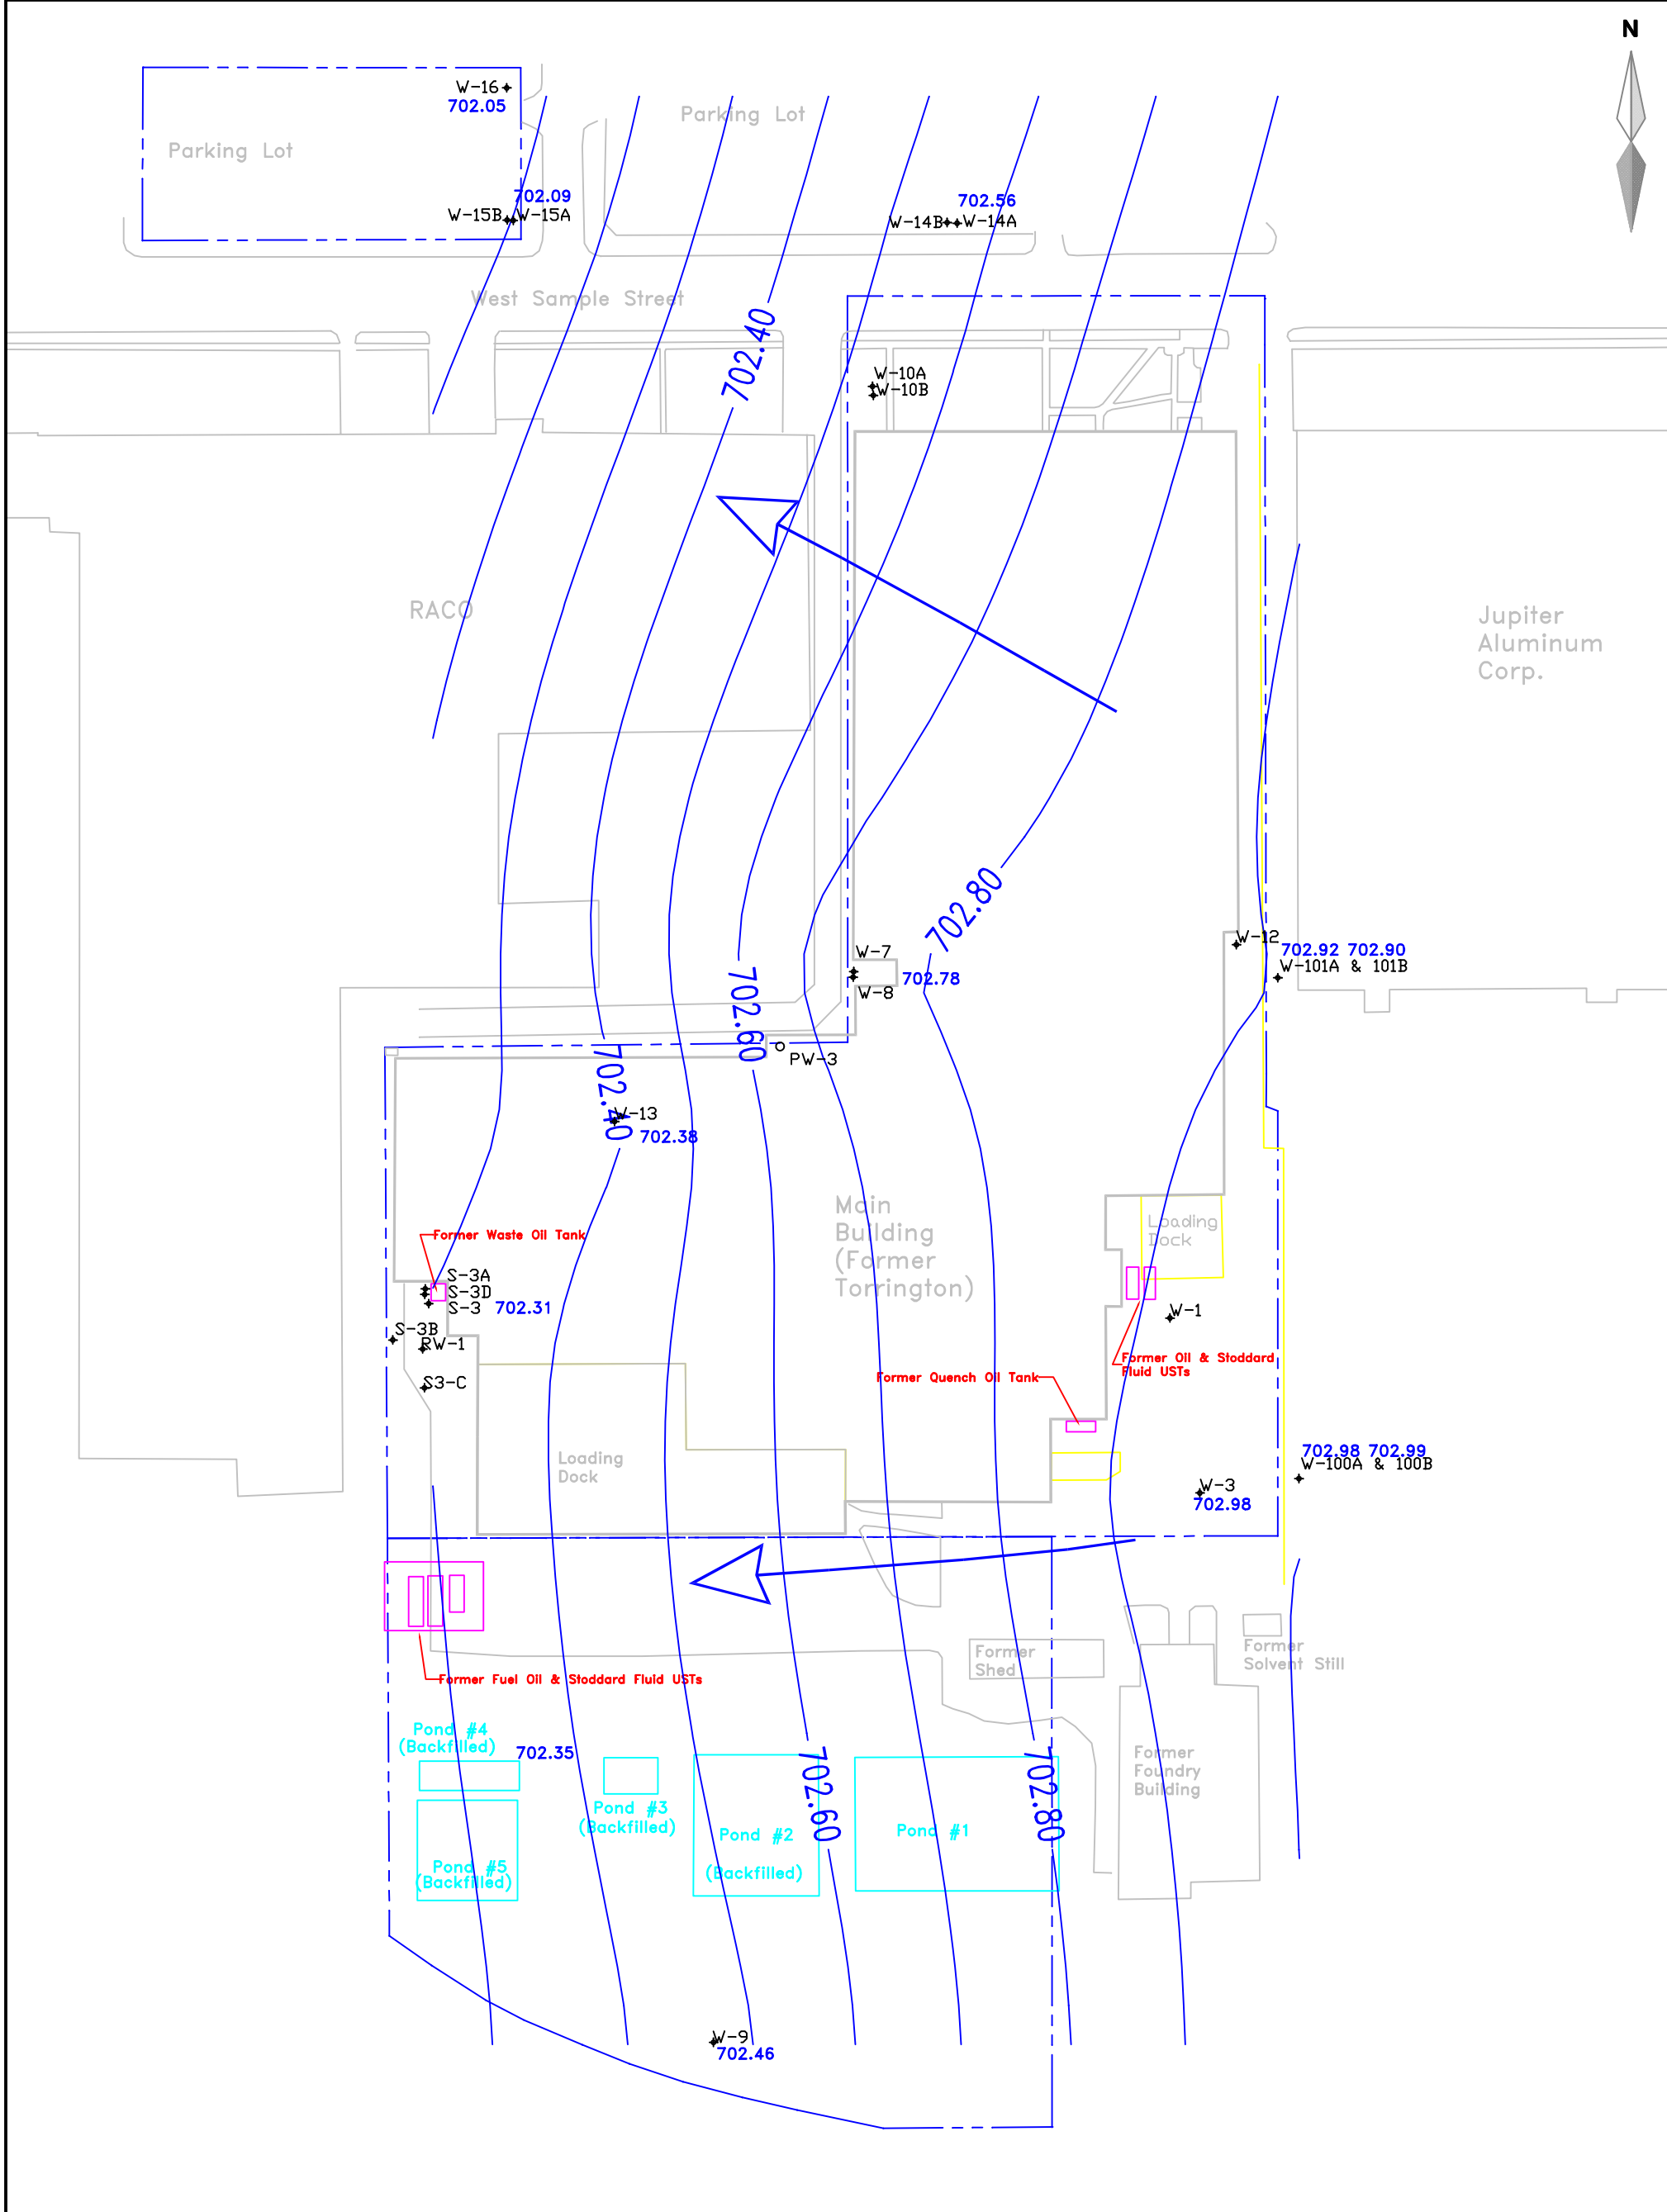 N
W-16
702.05
Parking Lot
Parking Lot
702.09
W-15B W-15A
702.56
W-14B W-14A
West Sample Street
702.40
W-10A
W-10B
RACO
Jupiter
Aluminum
Corp.
702.80
W-12
702.92 702.90
W-101A & 101B
W-7
702.78
W-8
702.60
PW-3
702.40
W-13
702.38
Main
Building
(Former
Torrington)
Loading
Dock
Former Waste Oil Tank
S-3A
S-3D
S-3 702.31
S-3B
RW-1
S3-C
W-1
Former Oil & Stoddard
Fluid USTs
Former Quench Oil Tank
Loading
Dock
702.98 702.99
W-100A & 100B
W-3
702.98
Former
Shed
Former
Solvent Still
Former Fuel Oil & Stoddard Fluid USTs
Pond #4
(Backfilled)
702.35
Pond #3
(Backfilled)
Pond #2
(Backfilled)
702.60
Pond #1
702.80
Former
Foundry
Building
Pond #5
(Backfilled)
W-9
702.46